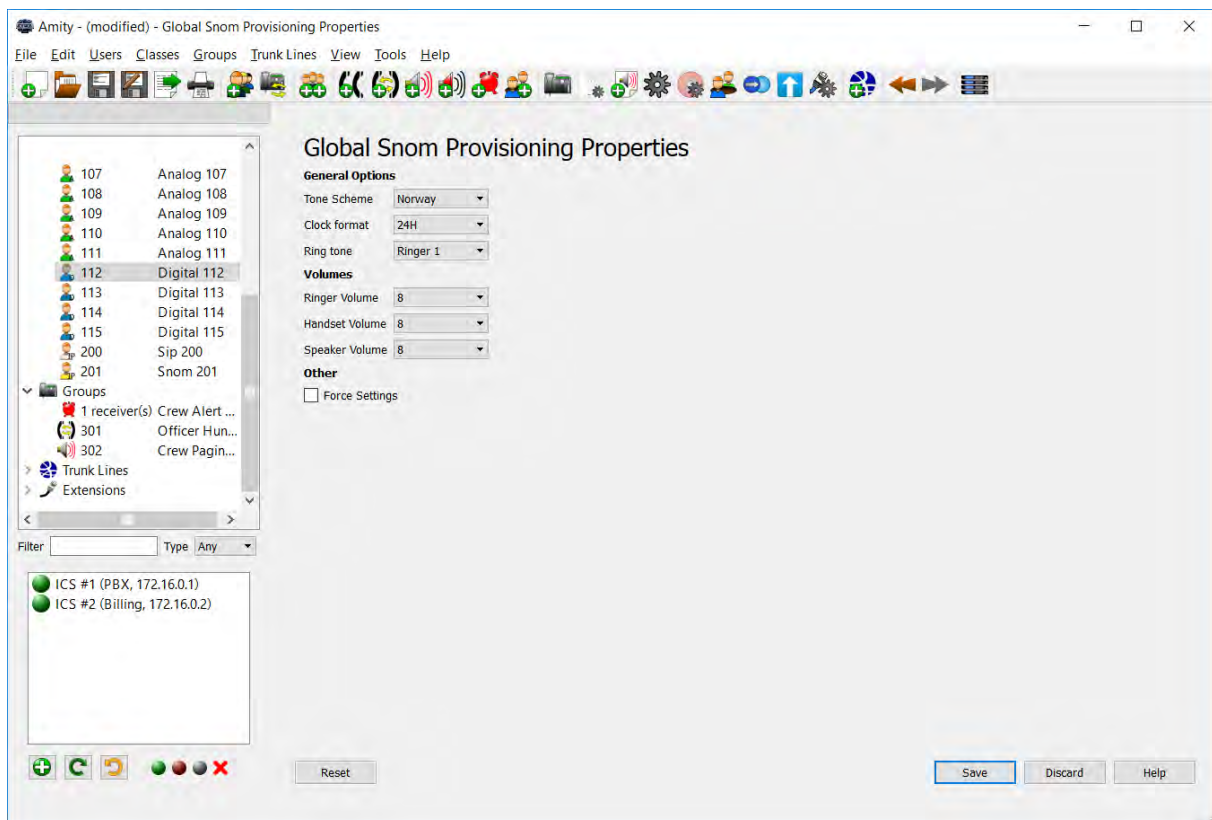 Amity - (modified) - Global Snom Provisioning Properties
File Edit Users Classes Groups Trunk Lines View Tools Help
107 Analog 107
108 Analog 108
109 Analog 109
110 Analog 110
111 Analog 111
112 Digital 112
113 Digital 113
114 Digital 114
115 Digital 115
200 Sip 200
201 Snom 201
Groups
1 receiver(s) Crew Alert ...
301 Officer Hun...
302 Crew Pagin...
Trunk Lines
Extensions
Filter Type Any
ICS #1 (PBX, 172.16.0.1)
ICS #2 (Billing, 172.16.0.2)
Global Snom Provisioning Properties
General Options
Tone Scheme Norway
Clock format 24H
Ring tone Ringer 1
Volumes
Ringer Volume 8
Handset Volume 8
Speaker Volume 8
Other
Force Settings
Reset Save Discard Help